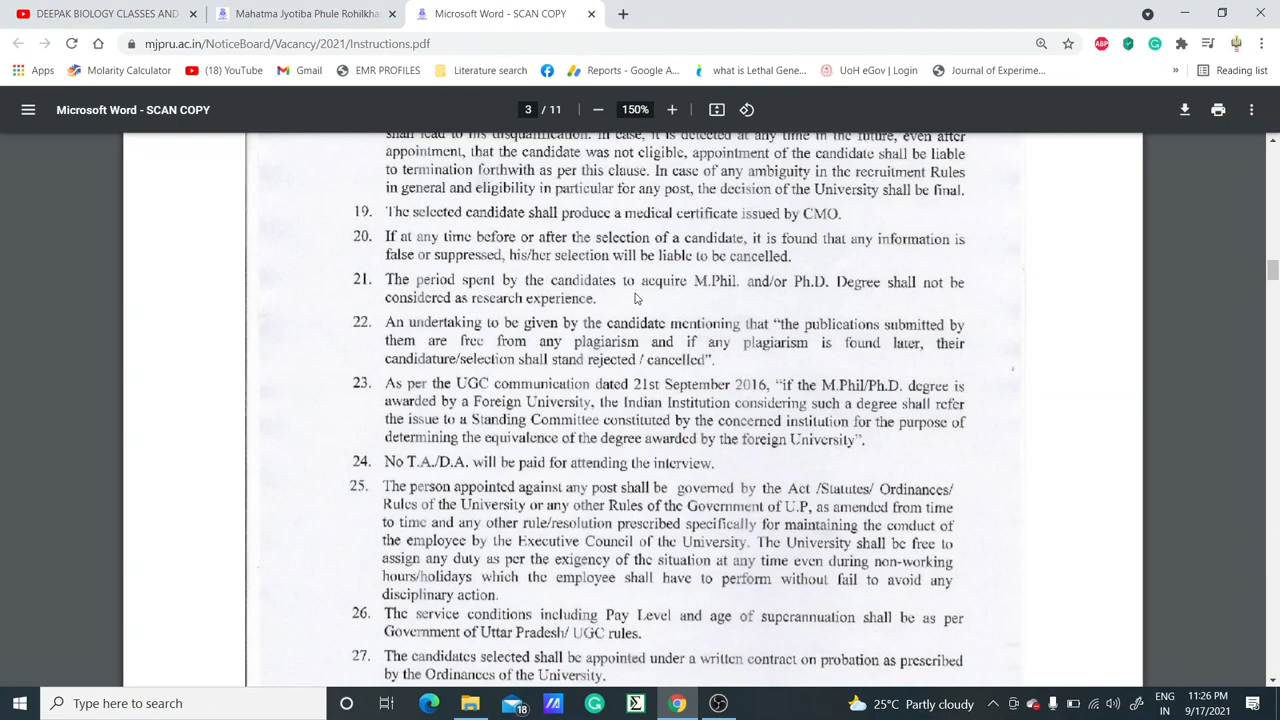 DEEPAK BIOLOGY CLASSES AND
Mahatma Jyotiba Phule Rohilkha
Microsoft Word - SCAN COPY
mjpru.ac.in/NoticeBoard/Vacancy/2021/Instructions.pdf
Apps
Molarity Calculator
(18) YouTube
Gmail
EMR PROFILES
Literature search
Reports - Google A...
what is Lethal Gene...
UoH eGov | Login
Journal of Experime...
»
Reading list
Microsoft Word - SCAN COPY
3 / 11
150%
shall lead to his disqualification. In case, it is detected at any time in the future, even after
appointment, that the candidate was not eligible, appointment of the candidate shall be liable
to termination forthwith as per this clause. In case of any ambiguity in the recruitment Rules
in general and eligibility in particular for any post, the decision of the University shall be final.
19. The selected candidate shall produce a medical certificate issued by CMO.
20. If at any time before or after the selection of a candidate, it is found that any information is
false or suppressed, his/her selection will be liable to be cancelled.
21. The period spent by the candidates to acquire M.Phil. and/or Ph.D. Degree shall not be
considered as research experience.
22. An undertaking to be given by the candidate mentioning that “the publications submitted by
them are free from any plagiarism and if any plagiarism is found later, their
candidature/selection shall stand rejected / cancelled”.
23. As per the UGC communication dated 21st September 2016, “if the M.Phil/Ph.D. degree is
awarded by a Foreign University, the Indian Institution considering such a degree shall refer
the issue to a Standing Committee constituted by the concerned institution for the purpose of
determining the equivalence of the degree awarded by the foreign University”.
24. No T.A./D.A. will be paid for attending the interview.
25. The person appointed against any post shall be governed by the Act /Statutes/ Ordinances/
Rules of the University or any other Rules of the Government of U.P, as amended from time
to time and any other rule/resolution prescribed specifically for maintaining the conduct of
the employee by the Executive Council of the University. The University shall be free to
assign any duty as per the exigency of the situation at any time even during non-working
hours/holidays which the employee shall have to perform without fail to avoid any
disciplinary action.
26. The service conditions including Pay Level and age of superannuation shall be as per
Government of Uttar Pradesh/ UGC rules.
27. The candidates selected shall be appointed under a written contract on probation as prescribed
by the Ordinances of the University.
Type here to search
18
25°C Partly cloudy
ENG
IN
11:26 PM
9/17/2021